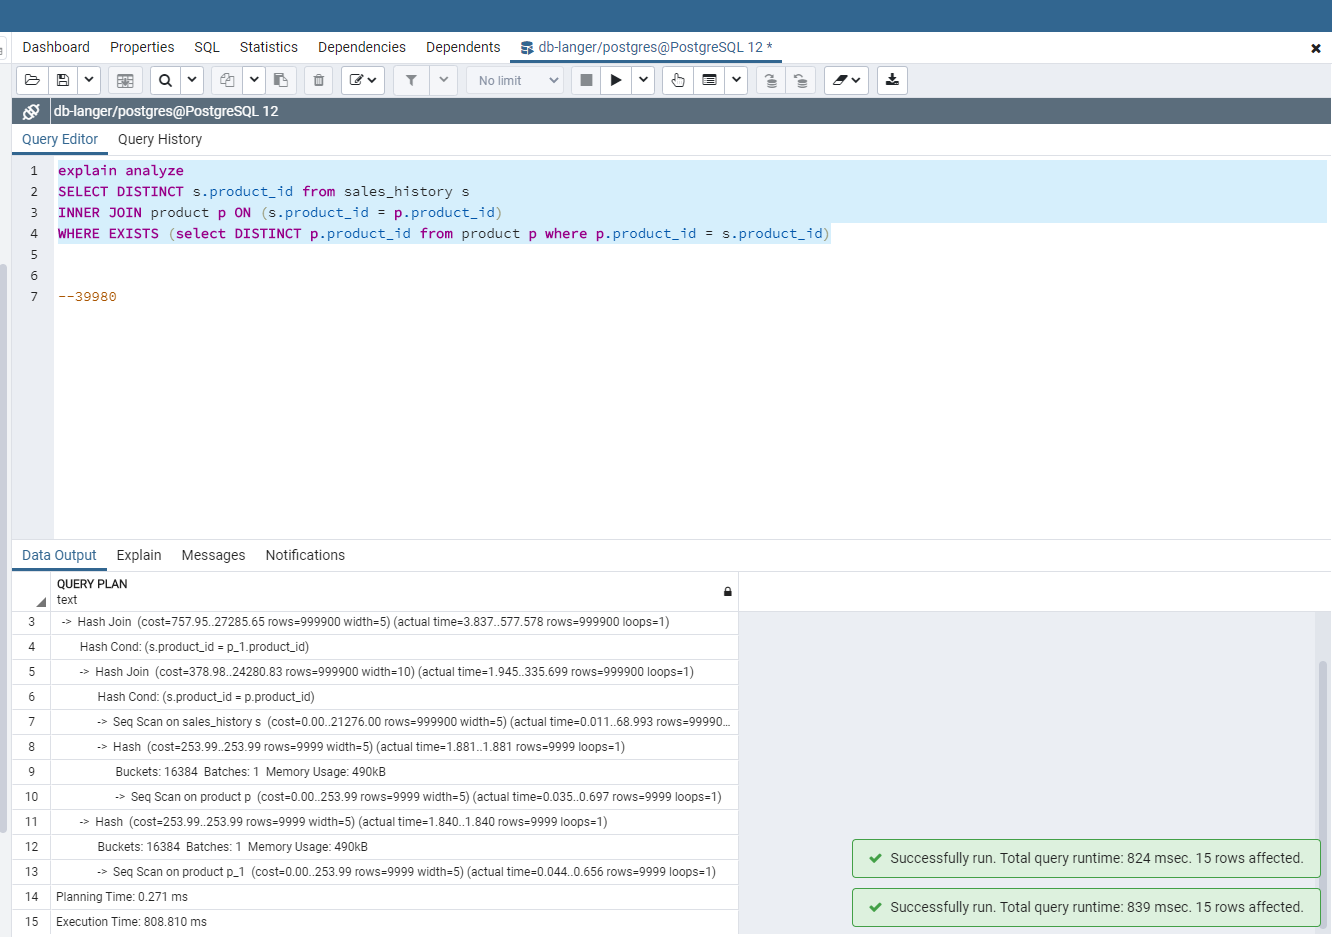 Dashboard Properties SQL Statistics Dependencies Dependents db-langer/postgres@PostgreSQL 12 *
No limit
db-langer/postgres@PostgreSQL 12
Query Editor Query History
1 explain analyze
2 SELECT DISTINCT s.product_id from sales_history s
3 INNER JOIN product p ON (s.product_id = p.product_id)
4 WHERE EXISTS (select DISTINCT p.product_id from product p where p.product_id = s.product_id)
5
6
7 --39980
Data Output Explain Messages Notifications
QUERY PLAN
text
3 -> Hash Join (cost=757.95..27285.65 rows=999900 width=5) (actual time=3.837..577.578 rows=999900 loops=1)
4 Hash Cond: (s.product_id = p_1.product_id)
5 -> Hash Join (cost=378.98..24280.83 rows=999900 width=10) (actual time=1.945..335.699 rows=999900 loops=1)
6 Hash Cond: (s.product_id = p.product_id)
7 -> Seq Scan on sales_history s (cost=0.00..21276.00 rows=999900 width=5) (actual time=0.011..68.993 rows=99990...
8 -> Hash (cost=253.99..253.99 rows=9999 width=5) (actual time=1.881..1.881 rows=9999 loops=1)
9 Buckets: 16384 Batches: 1 Memory Usage: 490kB
10 -> Seq Scan on product p (cost=0.00..253.99 rows=9999 width=5) (actual time=0.035..0.697 rows=9999 loops=1)
11 -> Hash (cost=253.99..253.99 rows=9999 width=5) (actual time=1.840..1.840 rows=9999 loops=1)
12 Buckets: 16384 Batches: 1 Memory Usage: 490kB
13 -> Seq Scan on product p_1 (cost=0.00..253.99 rows=9999 width=5) (actual time=0.044..0.656 rows=9999 loops=1)
14 Planning Time: 0.271 ms
15 Execution Time: 808.810 ms
Successfully run. Total query runtime: 824 msec. 15 rows affected.
Successfully run. Total query runtime: 839 msec. 15 rows affected.